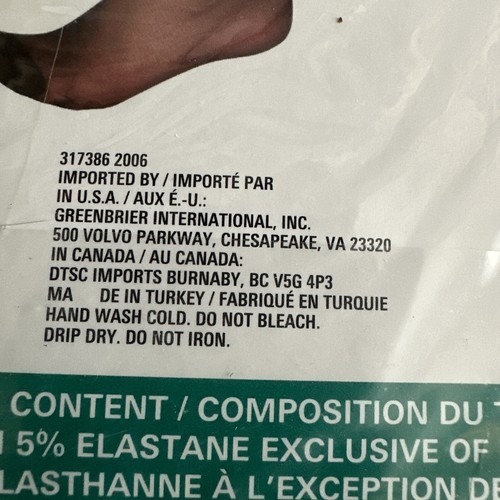 317386 2006
IMPORTED BY / IMPORTÉ PAR
IN U.S.A. / AUX É.-U.:
GREENBRIER INTERNATIONAL, INC.
500 VOLVO PARKWAY, CHESAPEAKE, VA 23320
IN CANADA / AU CANADA:
DTSC IMPORTS BURNABY, BC V5G 4P3
MA DE IN TURKEY / FABRIQUÉ EN TURQUIE
HAND WASH COLD. DO NOT BLEACH.
DRIP DRY. DO NOT IRON.
CONTENT / COMPOSITION DU
5% ELASTANE EXCLUSIVE OF
LASTHANNE À L'EXCEPTION DE